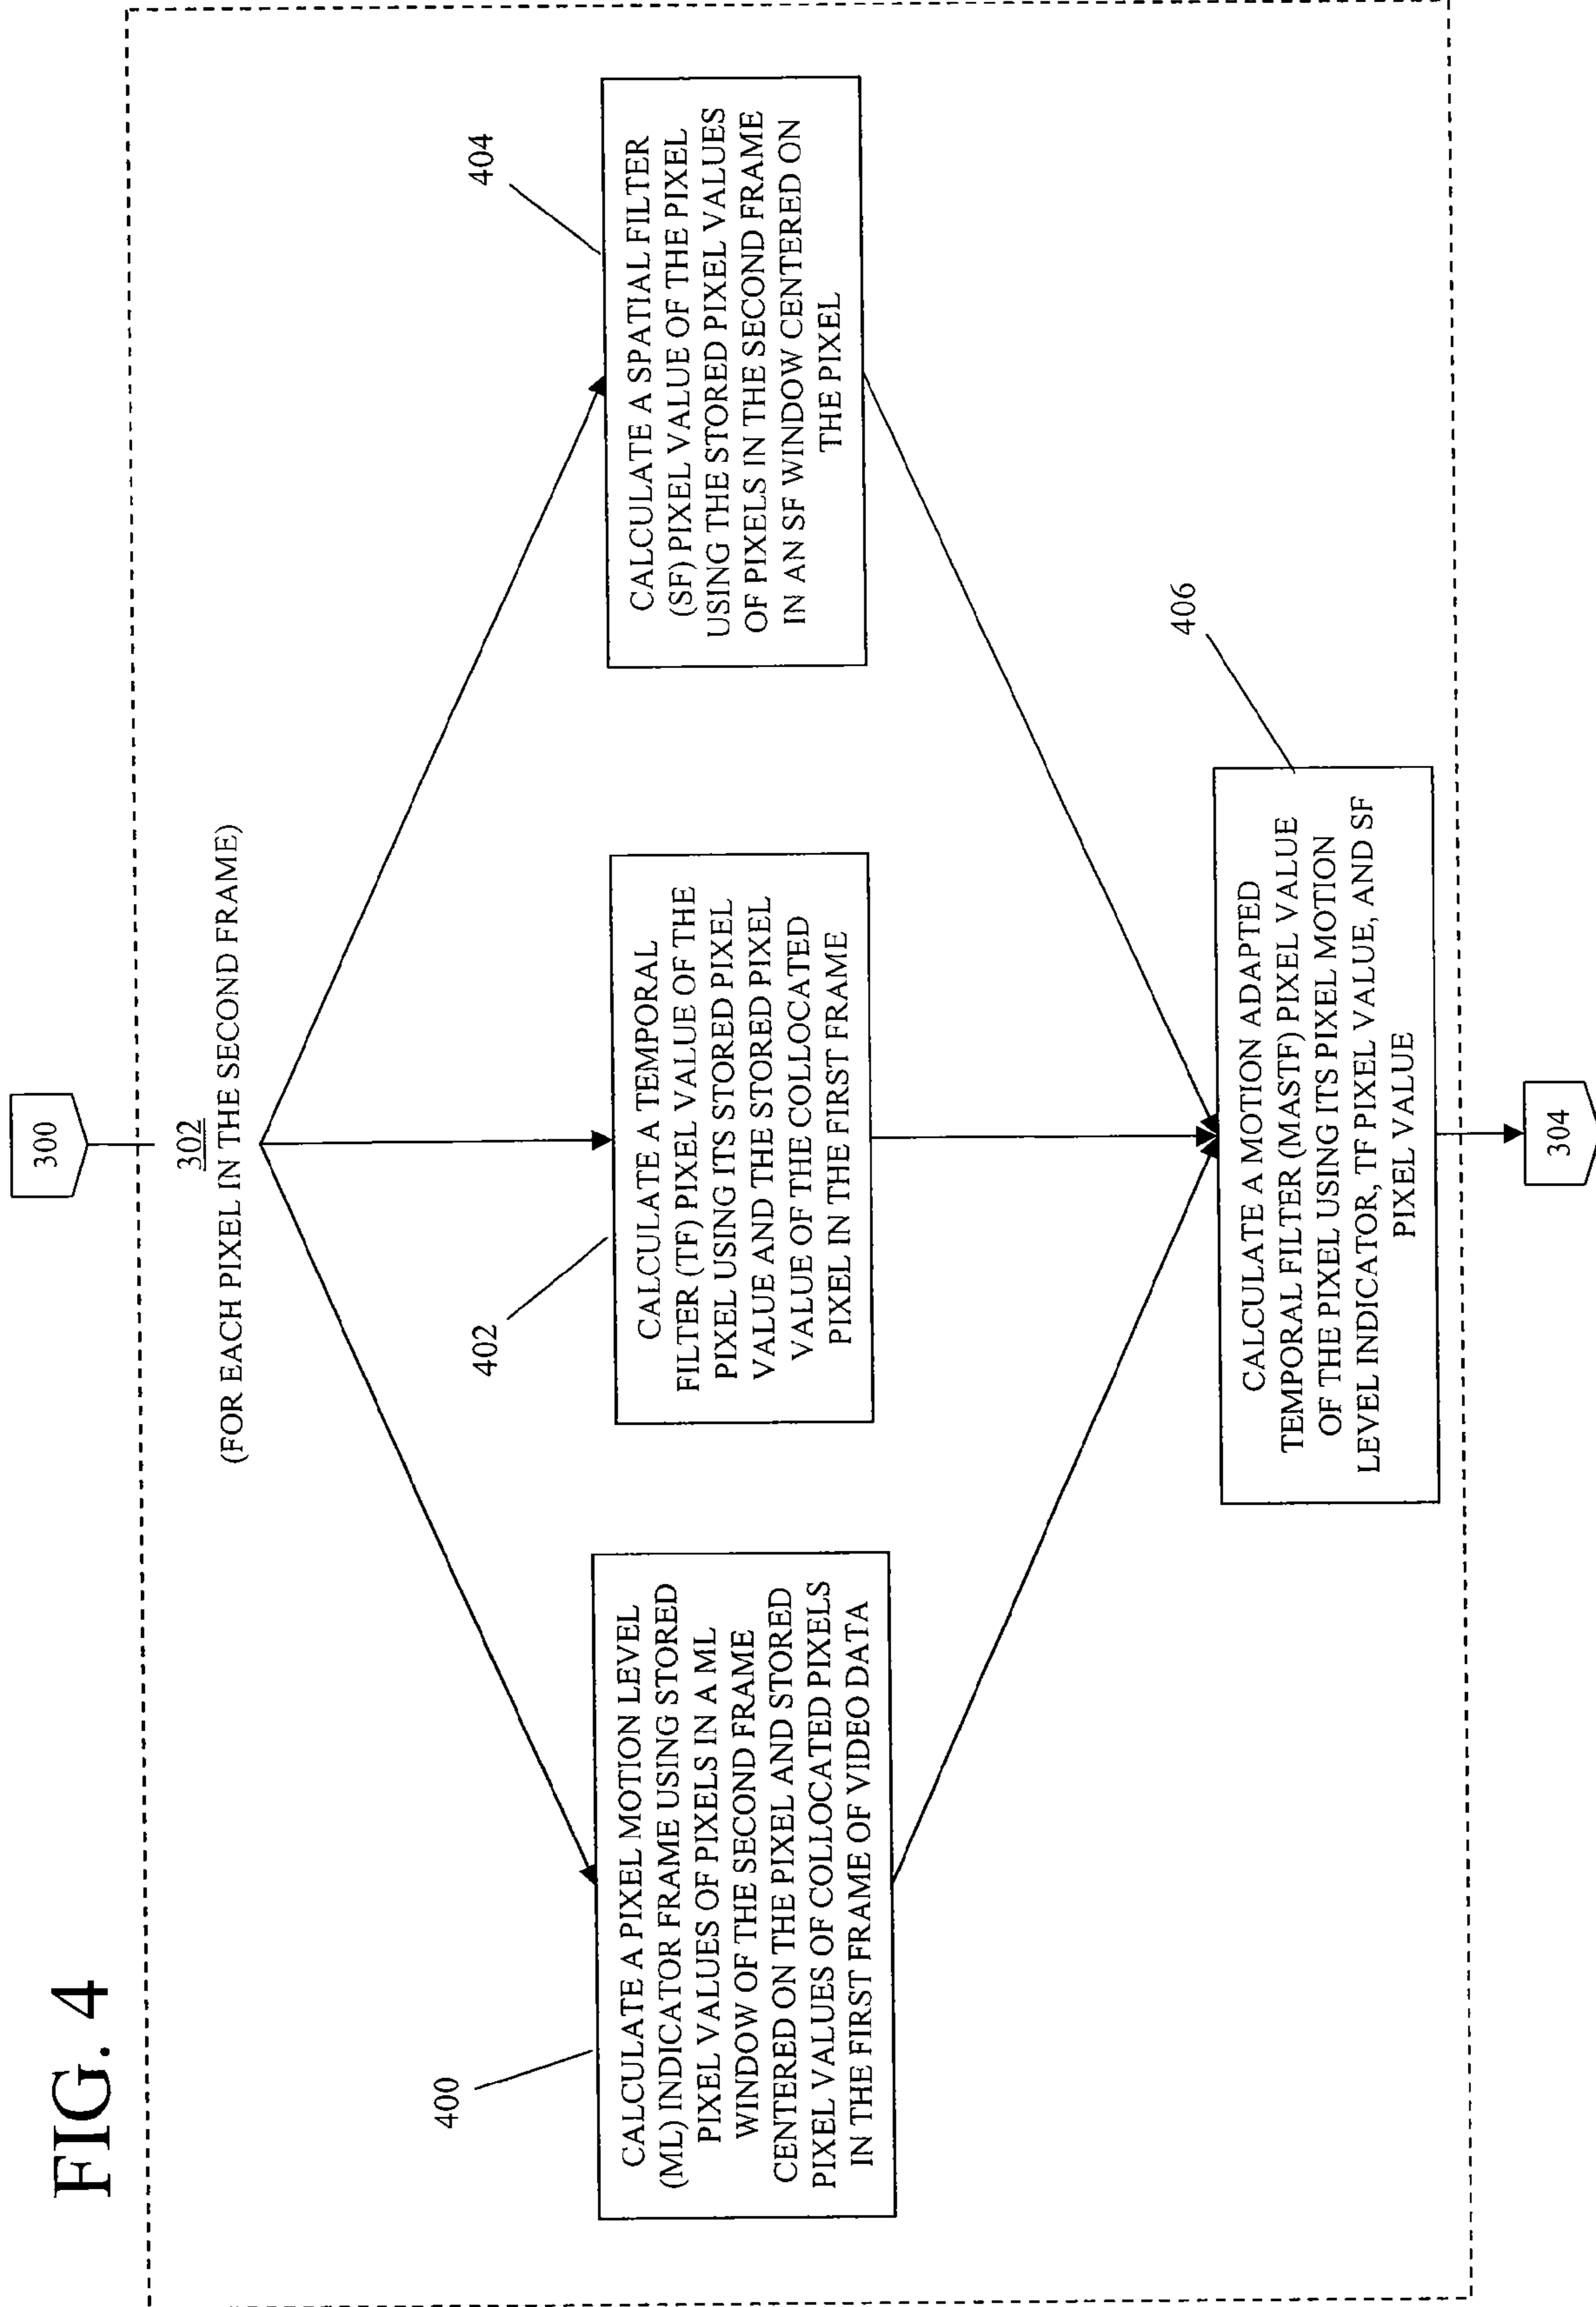 FIG. 4
300
302
(FOR EACH PIXEL IN THE SECOND FRAME)
400
CALCULATE A PIXEL MOTION LEVEL
(ML) INDICATOR FRAME USING STORED
PIXEL VALUES OF PIXELS IN A ML
WINDOW OF THE SECOND FRAME
CENTERED ON THE PIXEL AND STORED
PIXEL VALUES OF COLLOCATED PIXELS
IN THE FIRST FRAME OF VIDEO DATA
402
CALCULATE A TEMPORAL
FILTER (TF) PIXEL VALUE OF THE
PIXEL USING ITS STORED PIXEL
VALUE AND THE STORED PIXEL
VALUE OF THE COLLOCATED
PIXEL IN THE FIRST FRAME
404
CALCULATE A SPATIAL FILTER
(SF) PIXEL VALUE OF THE PIXEL
USING THE STORED PIXEL VALUES
OF PIXELS IN THE SECOND FRAME
IN AN SF WINDOW CENTERED ON
THE PIXEL
406
CALCULATE A MOTION ADAPTED
TEMPORAL FILTER (MASTF) PIXEL VALUE
OF THE PIXEL USING ITS PIXEL MOTION
LEVEL INDICATOR, TF PIXEL VALUE, AND SF
PIXEL VALUE
304